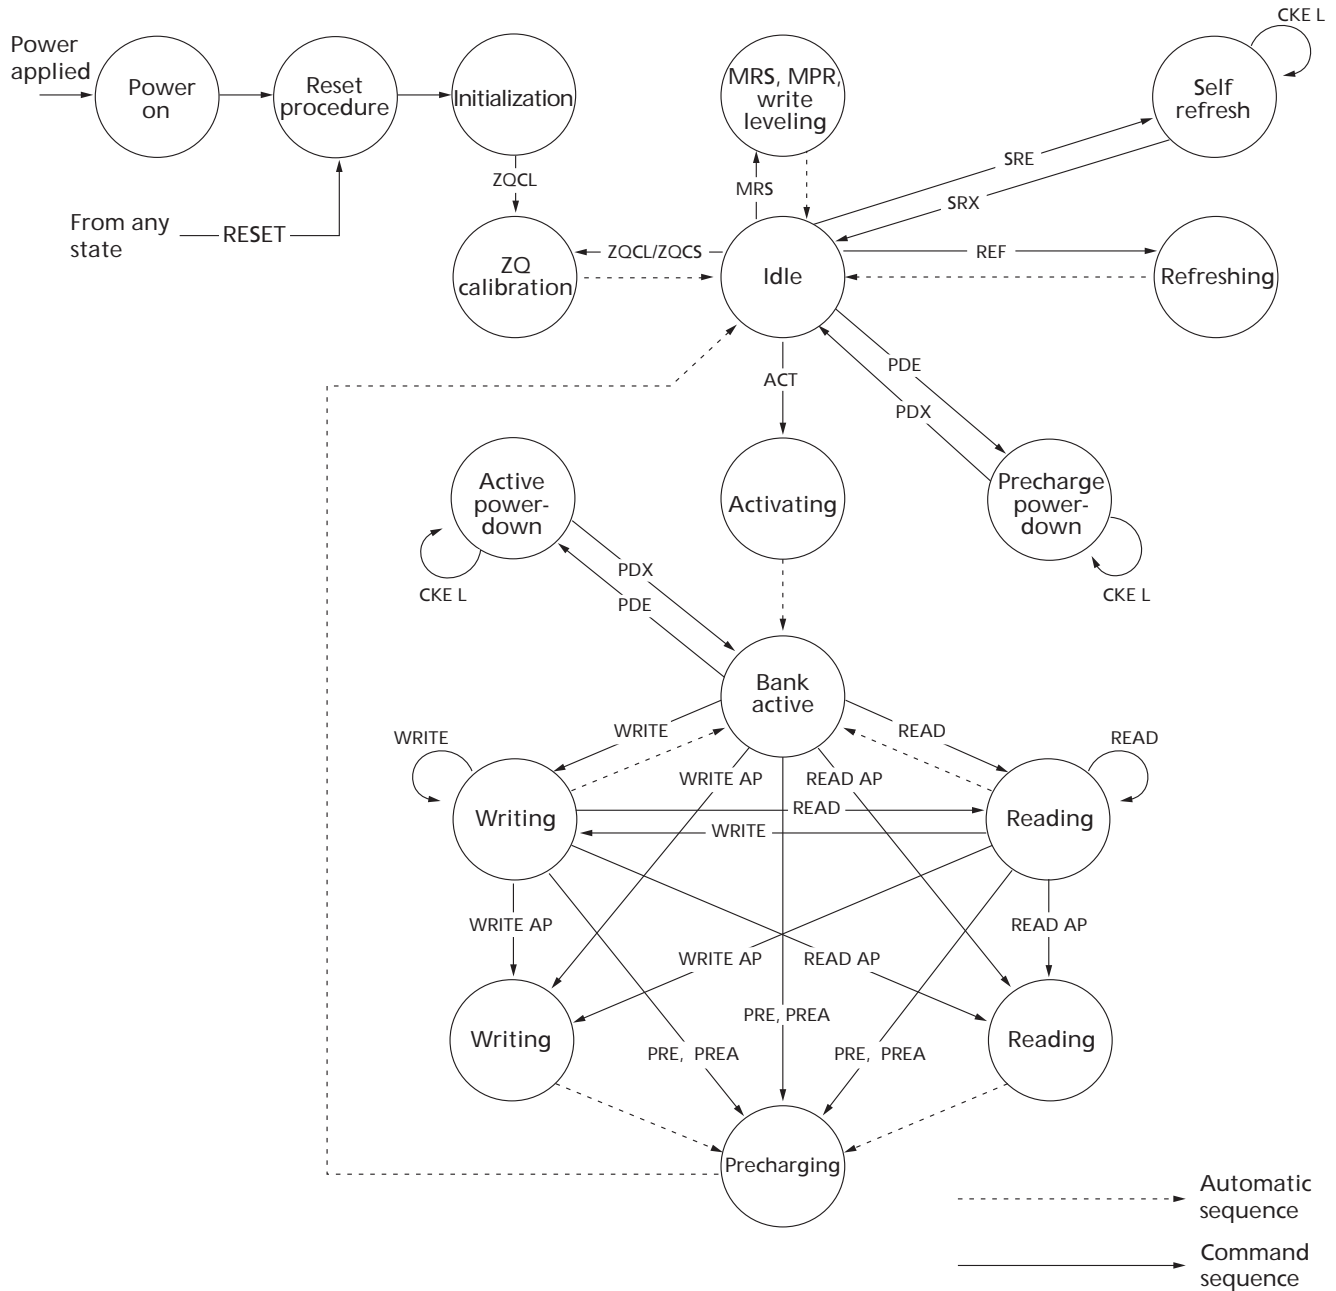 Power
applied
Power
on
Reset
procedure
Initialization
MRS, MPR,
write
leveling
Self
refresh
CKE L
From any
state
RESET
ZQCL
MRS
SRE
SRX
ZQ
calibration
ZQCL/ZQCS
Idle
REF
Refreshing
PDE
PDX
ACT
Active
power-
down
CKE L
Activating
Precharge
power-
down
CKE L
PDX
PDE
Bank
active
WRITE
READ
WRITE
READ
WRITE AP
READ AP
Writing
READ
WRITE
Reading
WRITE AP
READ AP
WRITE AP
READ AP
Writing
PRE, PREA
Reading
PRE, PREA
PRE, PREA
Precharging
Automatic
sequence
Command
sequence